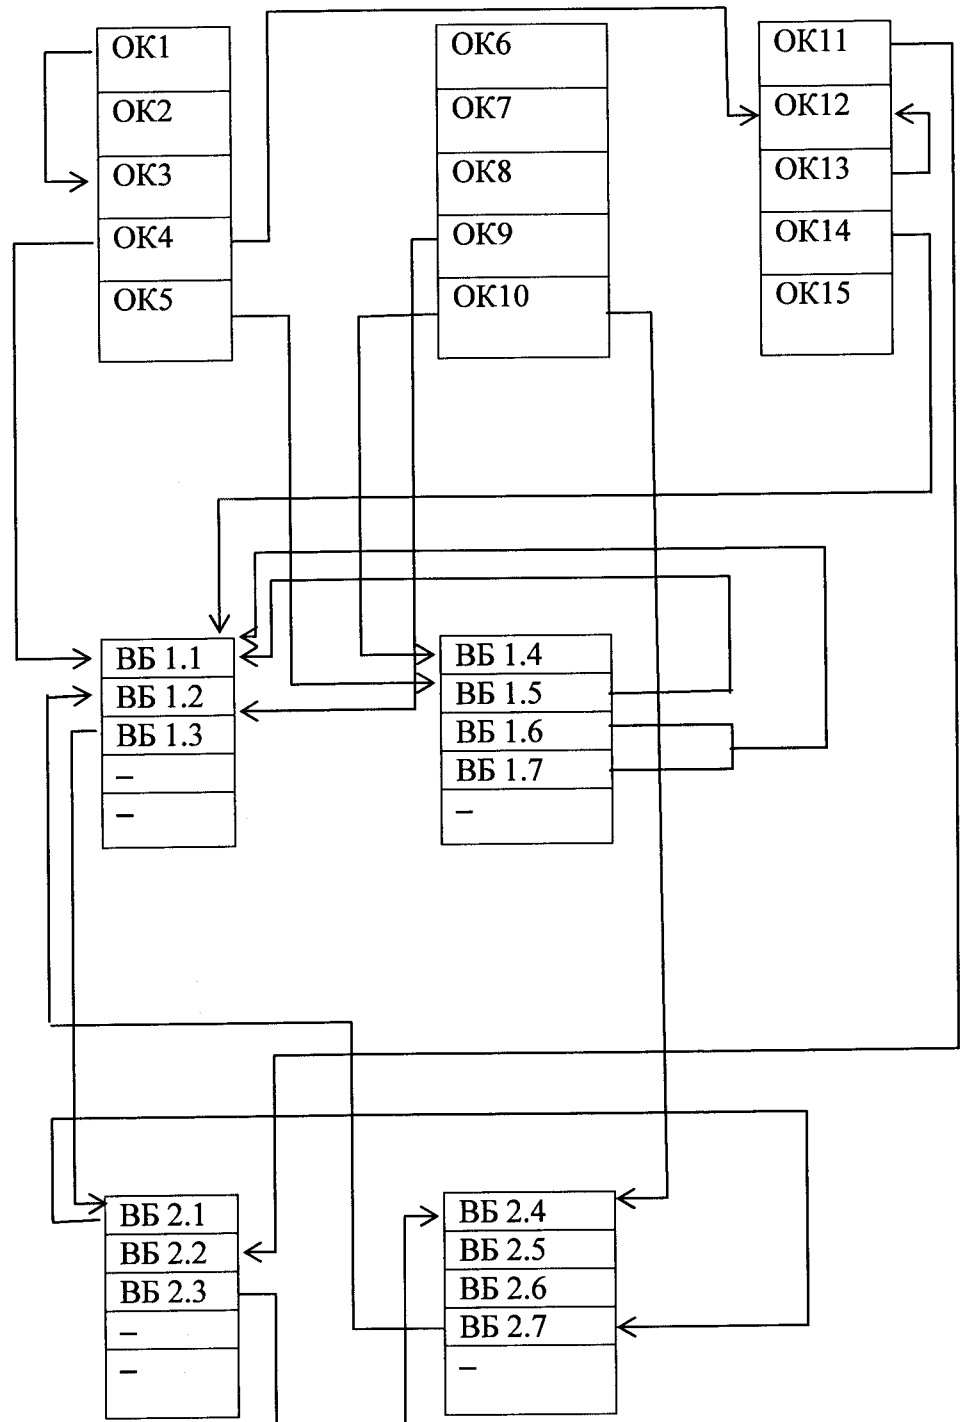 ОК1
ОК2
ОК3
ОК4
ОК5
ОК6
ОК7
ОК8
ОК9
ОК10
ОК11
ОК12
ОК13
ОК14
ОК15
ВБ 1.1
ВБ 1.2
ВБ 1.3
–
–
ВБ 1.4
ВБ 1.5
ВБ 1.6
ВБ 1.7
–
ВБ 2.1
ВБ 2.2
ВБ 2.3
–
–
ВБ 2.4
ВБ 2.5
ВБ 2.6
ВБ 2.7
–